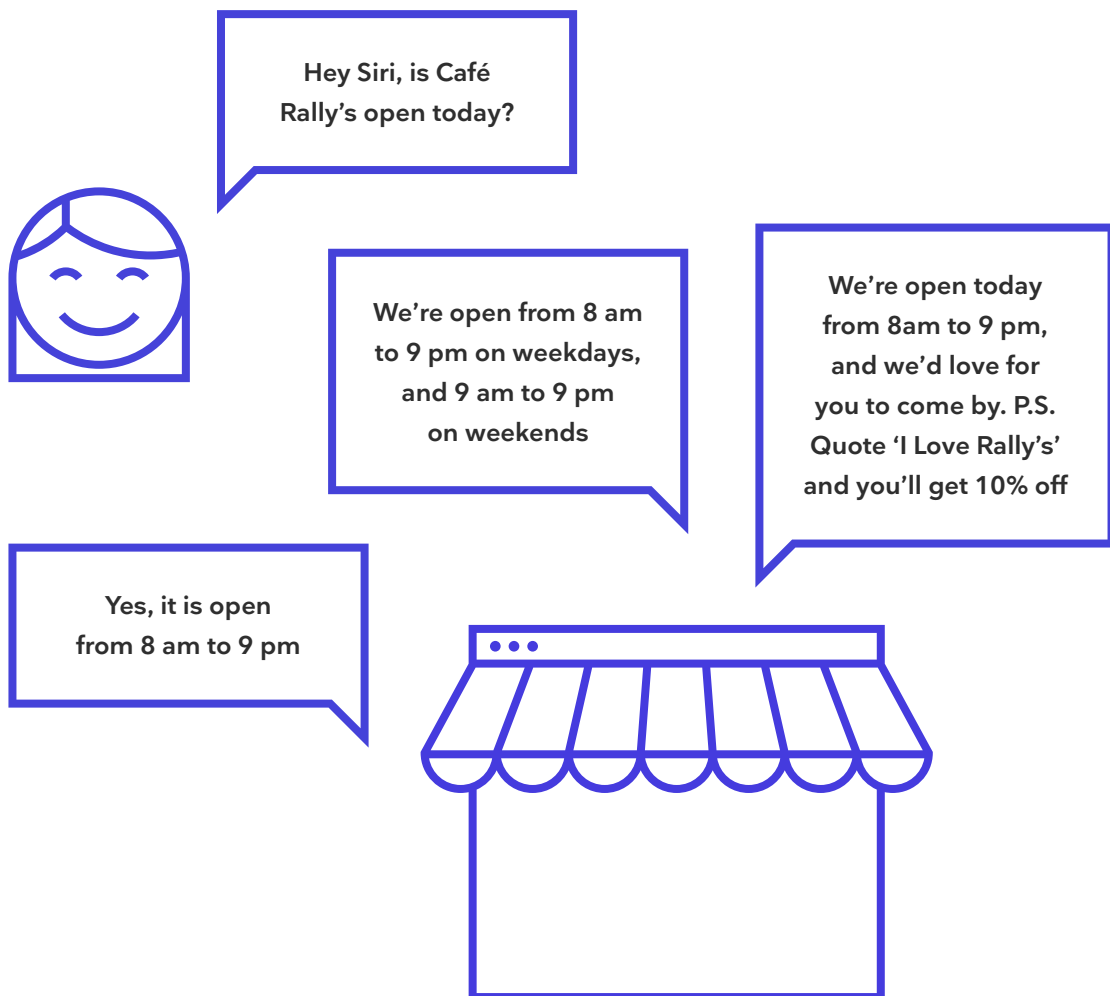 Hey Siri, is Café
Rally’s open today?
We’re open from 8 am
to 9 pm on weekdays,
and 9 am to 9 pm
on weekends
We’re open today
from 8am to 9 pm,
and we’d love for
you to come by. P.S.
Quote ‘I Love Rally’s’
and you’ll get 10% off
Yes, it is open
from 8 am to 9 pm